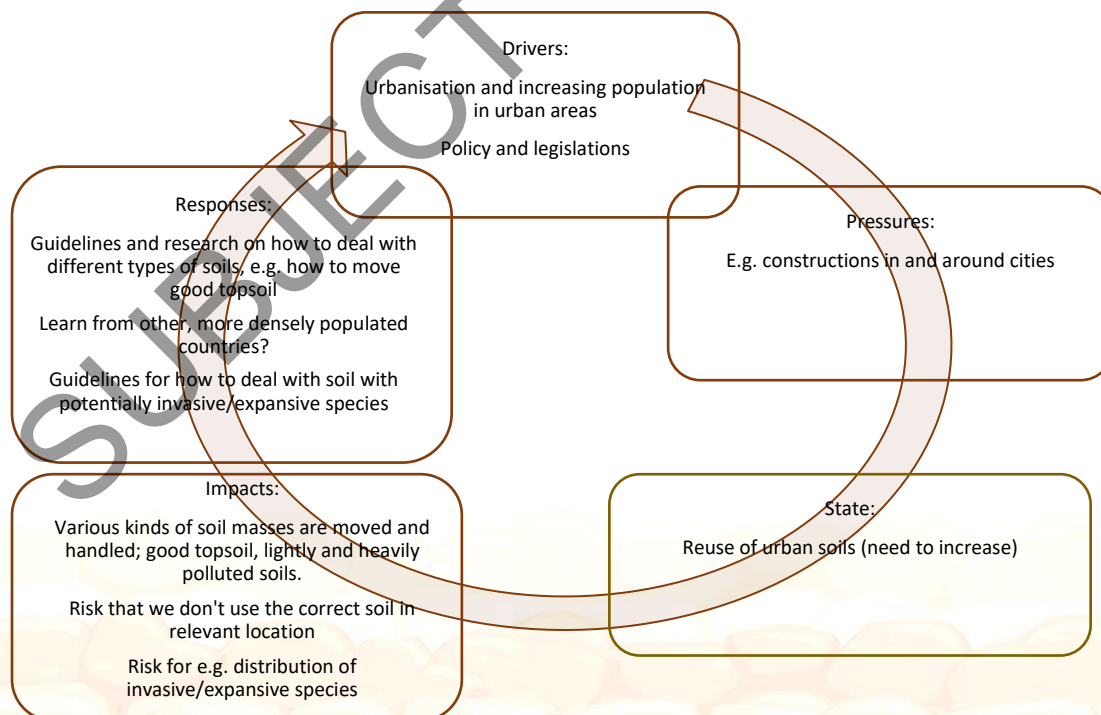 Drivers:
Urbanisation and increasing population
in urban areas
Policy and legislations
Pressures:
E.g. constructions in and around cities
State:
Reuse of urban soils (need to increase)
Impacts:
Various kinds of soil masses are moved and
handled; good topsoil, lightly and heavily
polluted soils.
Risk that we don't use the correct soil in
relevant location
Risk for e.g. distribution of
invasive/expansive species
Responses:
Guidelines and research on how to deal with
different types of soils, e.g. how to move
good topsoil
Learn from other, more densely populated
countries?
Guidelines for how to deal with soil with
potentially invasive/expansive species
SUBJECT